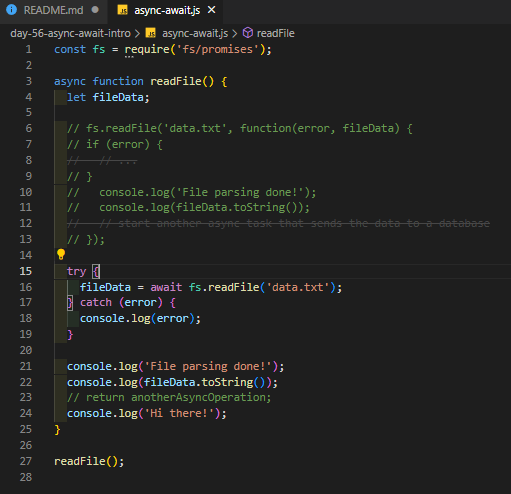 README.md
JS async-await.js
day-56-async-await-intro > JS async-await.js > readFile
1 const fs = require('fs/promises');
2
3 async function readFile() {
4 let fileData;
5
6 // fs.readFile('data.txt', function(error, fileData) {
7 // if (error) {
8 // // ...
9 // }
10 // console.log('File parsing done!');
11 // console.log(fileData.toString());
12 // // start another async task that sends the data to a database
13 // });
14
15 try {
16 fileData = await fs.readFile('data.txt');
17 } catch (error) {
18 console.log(error);
19 }
20
21 console.log('File parsing done!');
22 console.log(fileData.toString());
23 // return anotherAsyncOperation;
24 console.log('Hi there!');
25 }
26
27 readFile();
28